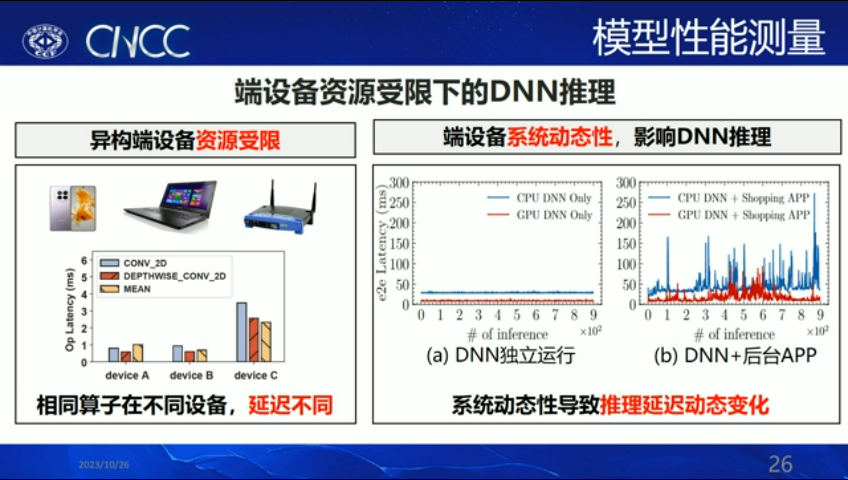 CNCC
CCF
模型性能测量
端设备资源受限下的DNN推理
异构端设备资源受限
6
5
4
3
2
1
0
Op Latency (ms)
CONV_2D
DEPTHWISE_CONV_2D
MEAN
device A
device B
device C
相同算子在不同设备，延迟不同
端设备系统动态性，影响DNN推理
e2e Latency (ms)
300
250
200
150
100
50
0
CPU DNN Only
GPU DNN Only
0 1 2 3 4 5 6 7 8 9
# of inference
×10²
(a) DNN独立运行
300
250
200
150
100
50
0
CPU DNN + Shopping APP
GPU DNN + Shopping APP
0 1 2 3 4 5 6 7 8 9
# of inference
×10²
(b) DNN+后台APP
系统动态性导致推理延迟动态变化
2023/10/26
26